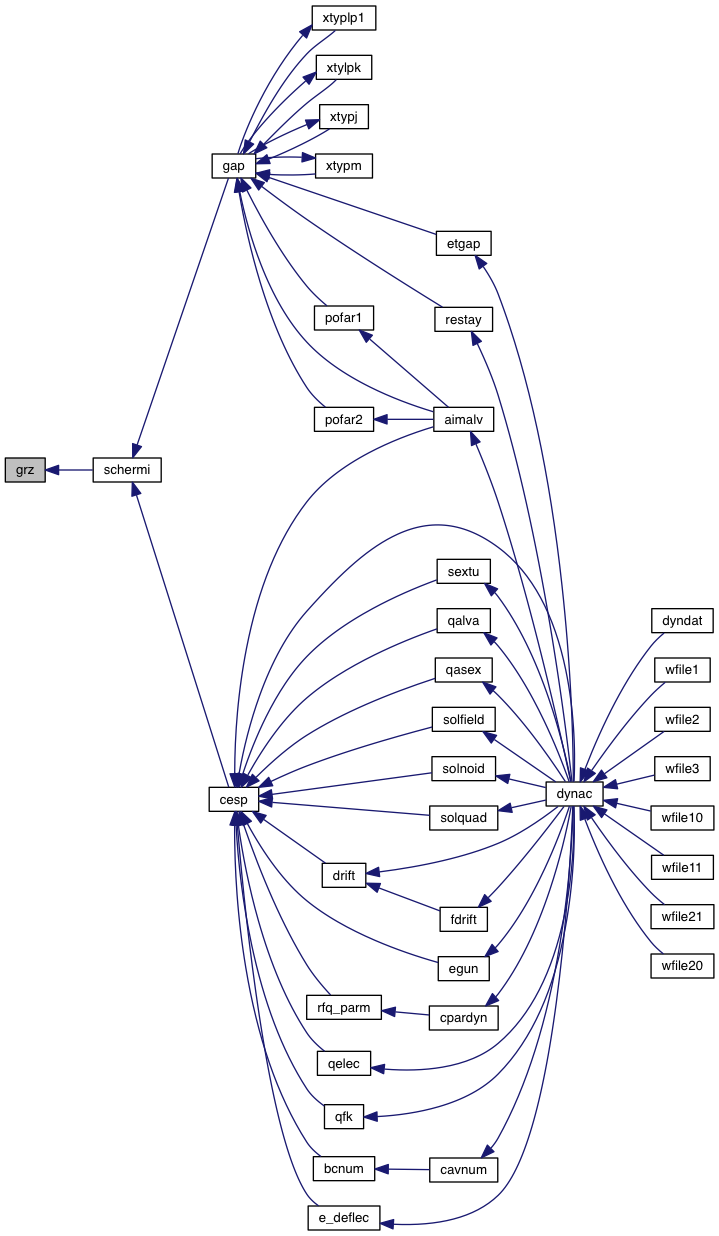 xtyplp1
xtylpk
xtypj
gap
xtypm
etgap
pofar1
restay
pofar2
aimalv
grz
schermi
sextu
qalva
dyndat
qasex
wfile1
solfield
wfile2
solnoid
wfile3
cesp
dynac
solquad
wfile10
drift
wfile11
fdrift
wfile21
egun
wfile20
rfq_parm
cpardyn
qelec
qfk
bcnum
cavnum
e_deflec